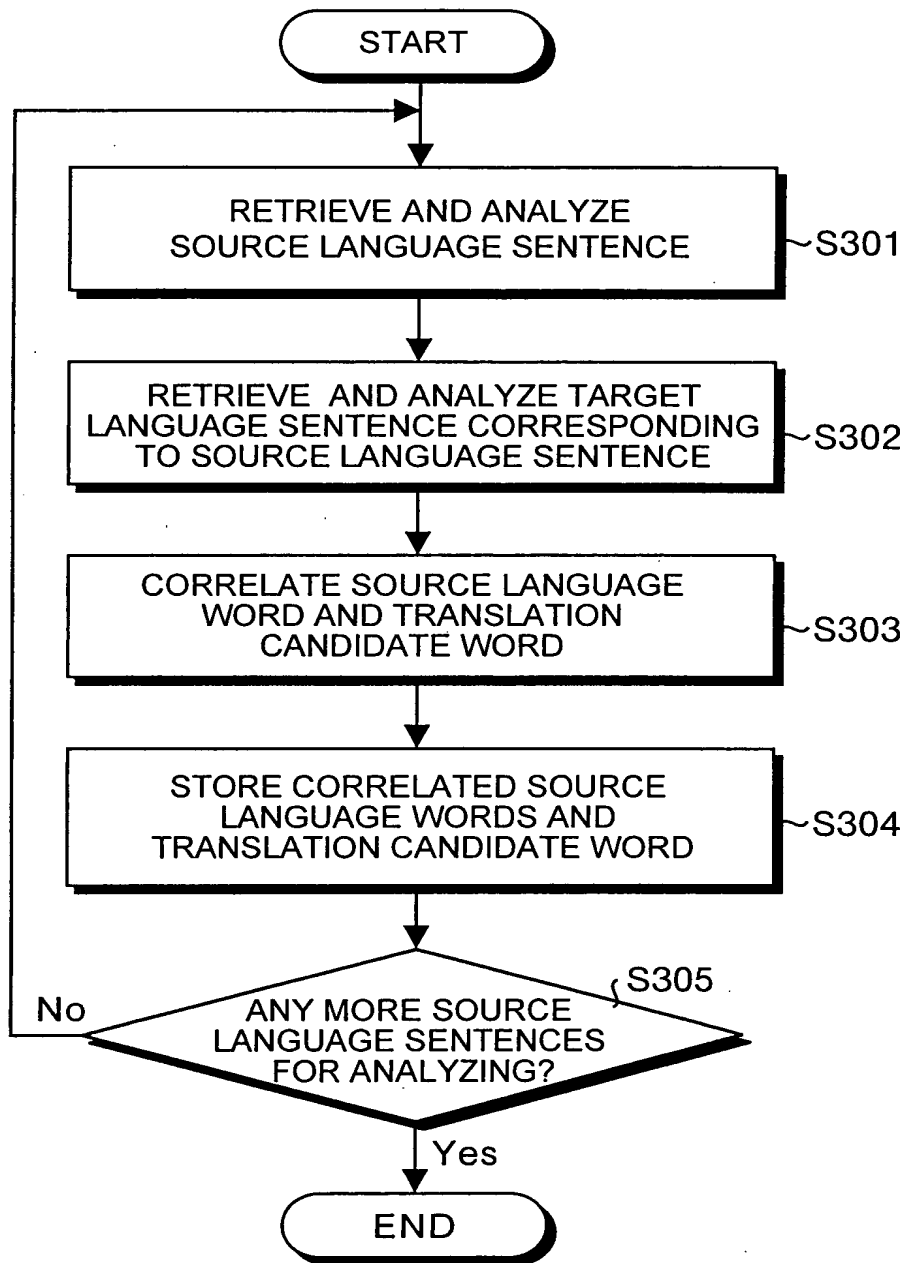 START
RETRIEVE AND ANALYZE
SOURCE LANGUAGE SENTENCE
~S301
RETRIEVE AND ANALYZE TARGET
LANGUAGE SENTENCE CORRESPONDING
TO SOURCE LANGUAGE SENTENCE
~S302
CORRELATE SOURCE LANGUAGE
WORD AND TRANSLATION
CANDIDATE WORD
~S303
STORE CORRELATED SOURCE
LANGUAGE WORDS AND
TRANSLATION CANDIDATE WORD
~S304
S305
No
ANY MORE SOURCE
LANGUAGE SENTENCES
FOR ANALYZING?
Yes
END